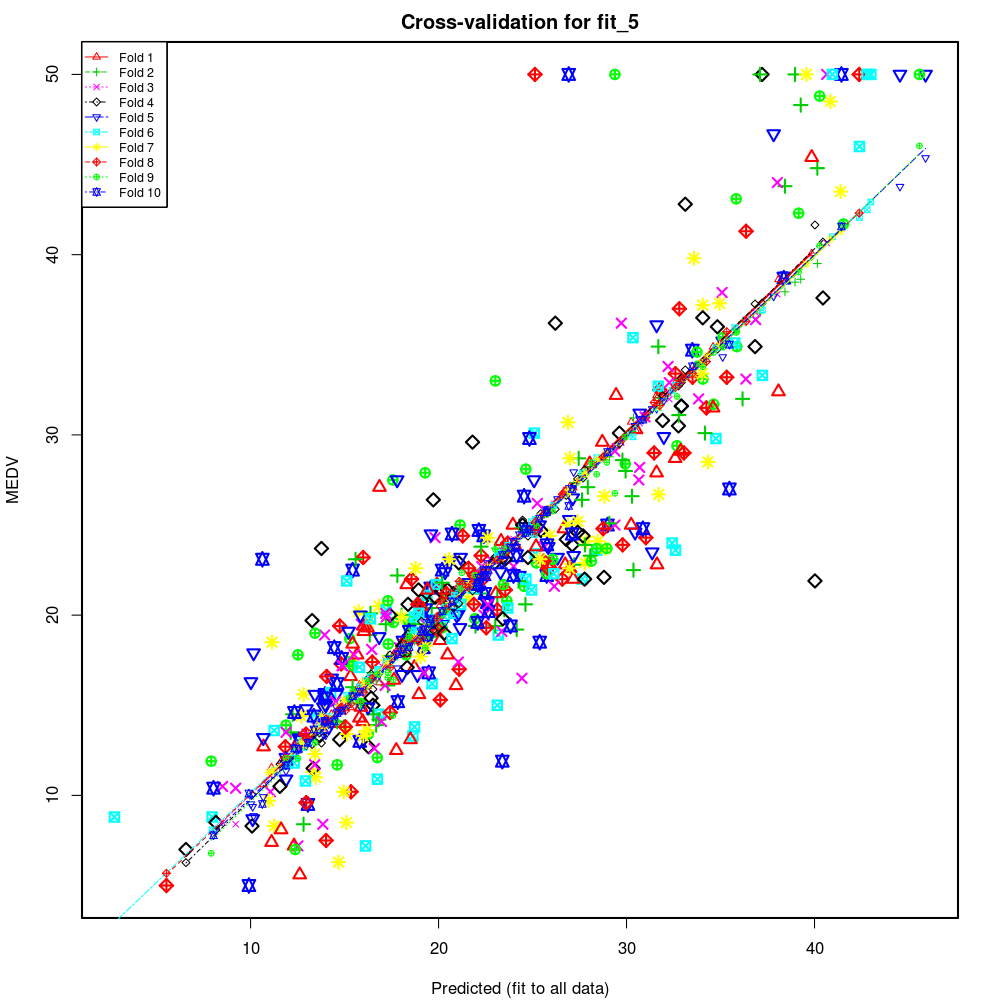 Cross-validation for fit_5
Fold 1
Fold 2
Fold 3
Fold 4
Fold 5
Fold 6
Fold 7
Fold 8
Fold 9
Fold 10
50
40
30
20
10
MEDV
10 20 30 40
Predicted (fit to all data)